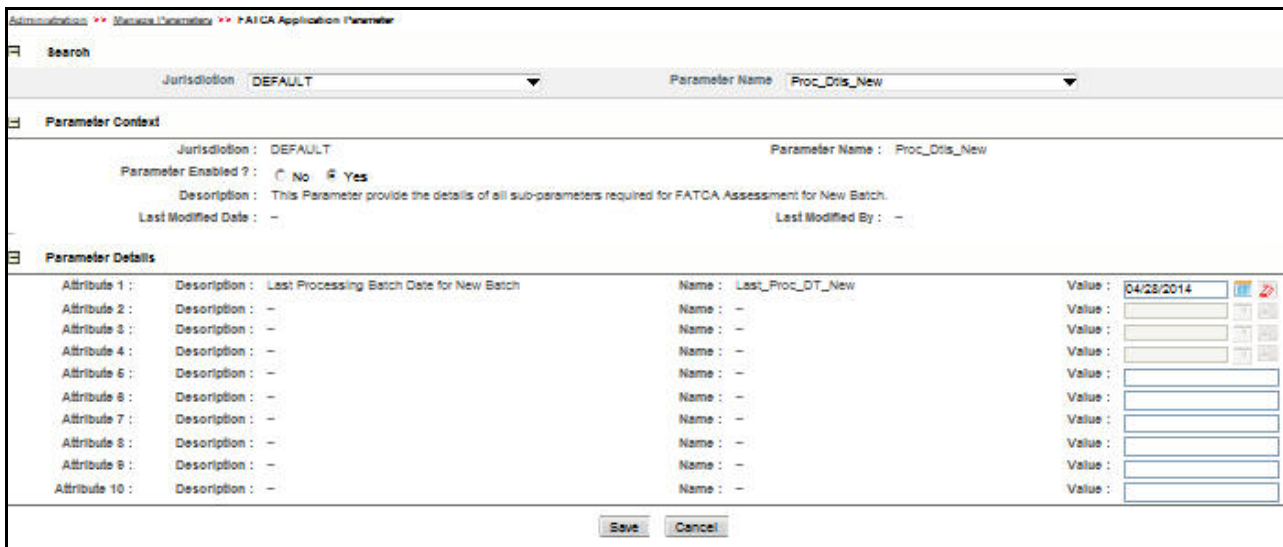 Administration >> Manage Parameters >> FATCA Application Parameter
Search
Jurisdiction DEFAULT Parameter Name Proc_Dtls_New
Parameter Context
Jurisdiction : DEFAULT Parameter Name : Proc_Dtls_New
Parameter Enabled ? : No Yes
Description : This Parameter provide the details of all sub-parameters required for FATCA Assessment for New Batch.
Last Modified Date : – Last Modified By : –
Parameter Details
Attribute 1 : Description : Last Processing Batch Date for New Batch Name : Last_Proc_DT_New Value : 04/28/2014
Attribute 2 : Description : – Name : – Value :
Attribute 3 : Description : – Name : – Value :
Attribute 4 : Description : – Name : – Value :
Attribute 5 : Description : – Name : – Value :
Attribute 6 : Description : – Name : – Value :
Attribute 7 : Description : – Name : – Value :
Attribute 8 : Description : – Name : – Value :
Attribute 9 : Description : – Name : – Value :
Attribute 10 : Description : – Name : – Value :
Save Cancel